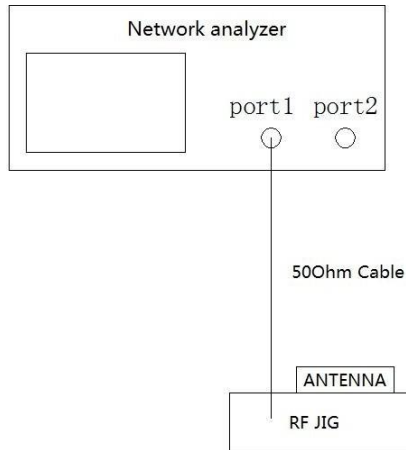 Network analyzer
port1 port2
50Ohm Cable
ANTENNA
RF JIG